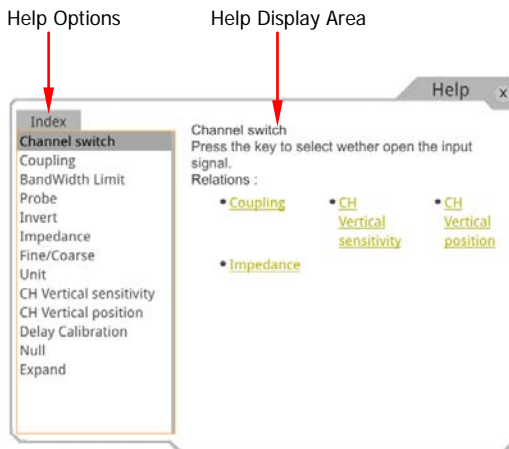 Help Options
Help Display Area
Help
x
Index
Channel switch
Coupling
BandWidth Limit
Probe
Invert
Impedance
Fine/Coarse
Unit
CH Vertical sensitivity
CH Vertical position
Delay Calibration
Null
Expand
Channel switch
Press the key to select wether open the input
signal.
Relations :
• Coupling
• CH
Vertical
sensitivity
• CH
Vertical
position
• Impedance